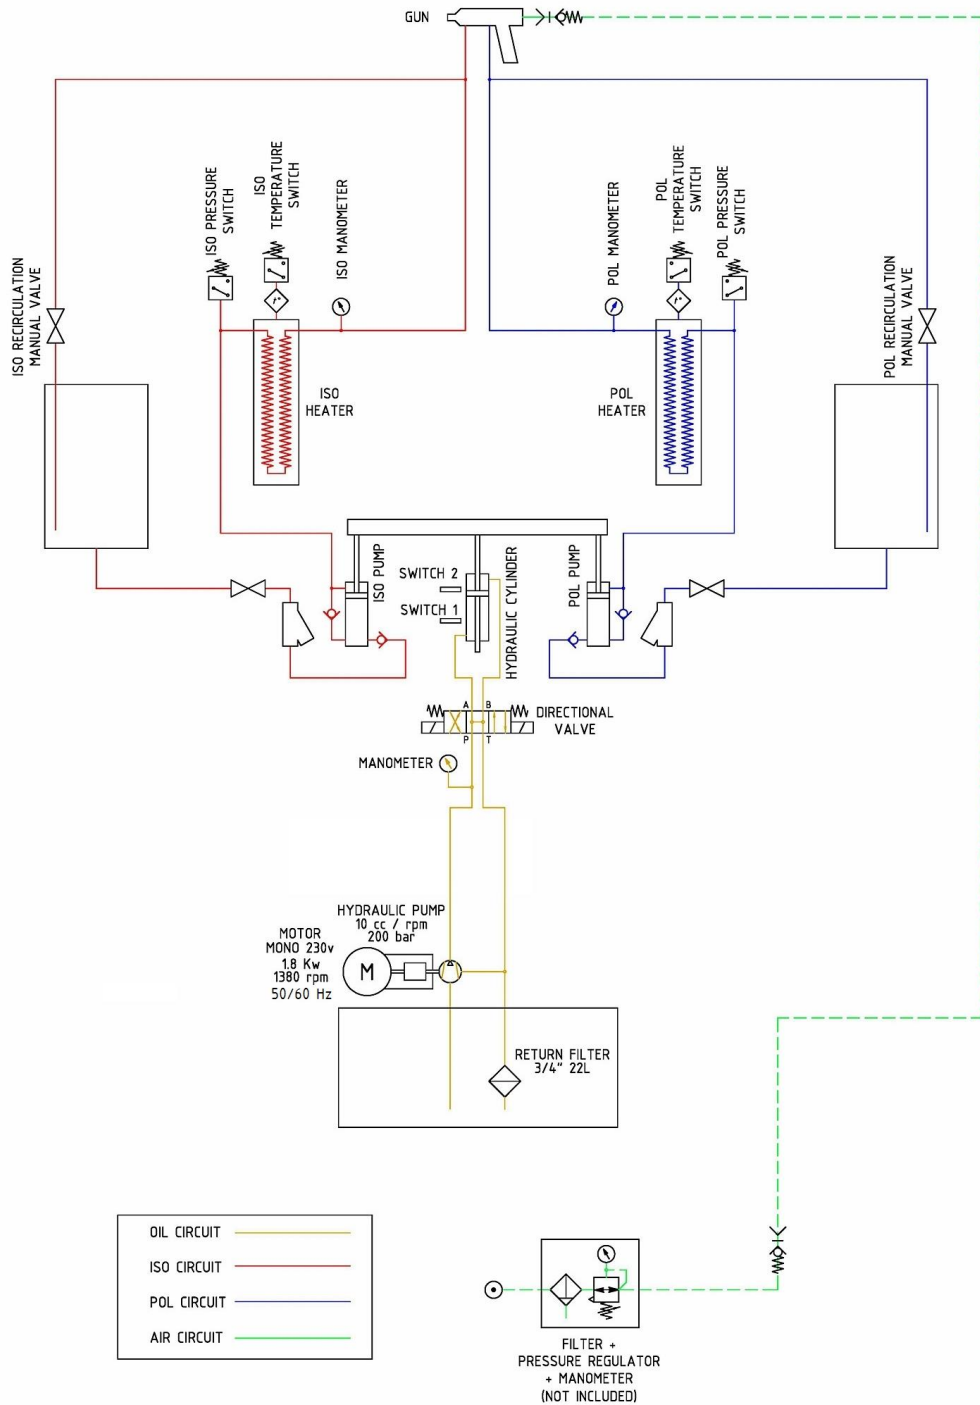 GUN
ISO PRESSURE
SWITCH
ISO
TEMPERATURE
SWITCH
ISO MANOMETER
POL MANOMETER
POL
TEMPERATURE
SWITCH
POL PRESSURE
SWITCH
ISO RECIRCULATION
MANUAL VALVE
POL RECIRCULATION
MANUAL VALVE
t°
t°
ISO
HEATER
POL
HEATER
ISO PUMP
SWITCH 2
SWITCH 1
HYDRAULIC CYLINDER
POL PUMP
A B
P T
DIRECTIONAL
VALVE
MANOMETER
HYDRAULIC PUMP
10 cc / rpm
200 bar
MOTOR
MONO 230v
1.8 Kw
1380 rpm
50/60 Hz
M
RETURN FILTER
3/4" 22L
OIL CIRCUIT
ISO CIRCUIT
POL CIRCUIT
AIR CIRCUIT
FILTER +
PRESSURE REGULATOR
+ MANOMETER
(NOT INCLUDED)